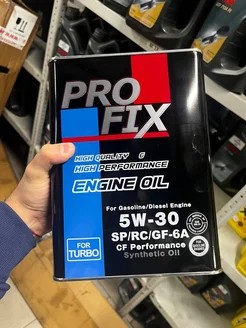 PRO
FIX
HIGH QUALITY &
HIGH PERFORMANCE
ENGINE OIL
For Gasoline/Diesel Engine
5W-30
SP/RC/GF-6A
CF Performance
Synthetic Oil
FOR
TURBO